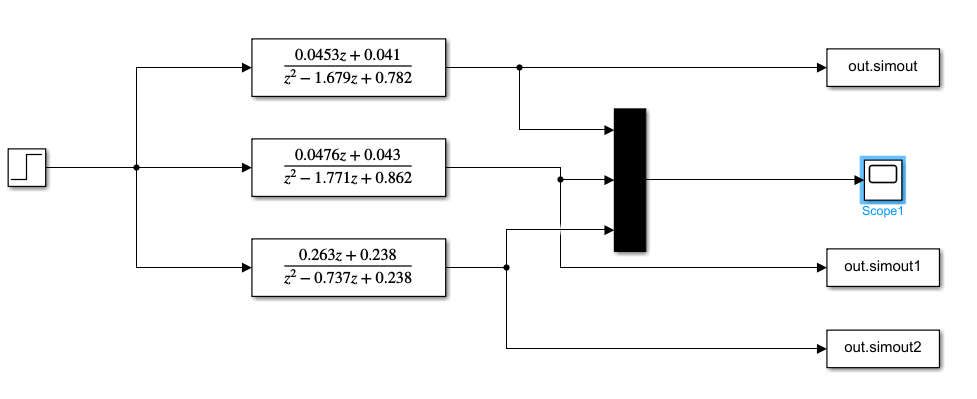 0.0453z + 0.041
z² − 1.679z + 0.782
out.simout
0.0476z + 0.043
z² − 1.771z + 0.862
Scope1
0.263z + 0.238
z² − 0.737z + 0.238
out.simout1
out.simout2